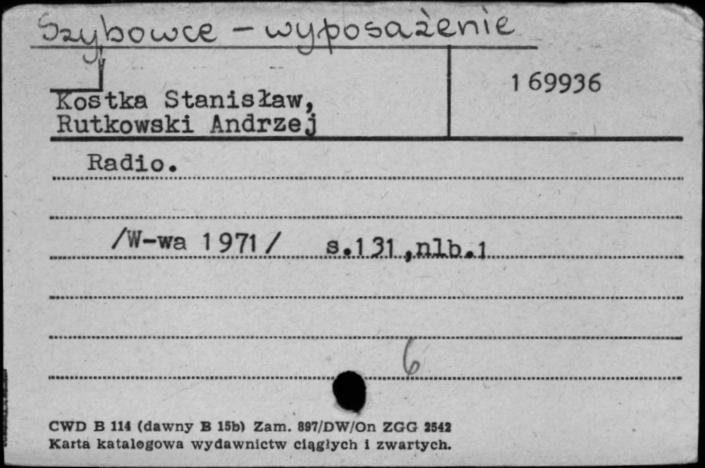 Szybowce – wyposażenie
169936
Kostka Stanisław,
Rutkowski Andrzej
Radio.
/W-wa 1971/ s.131,nlb.1
6
CWD B 114 (dawny B 15b) Zam. 897/DW/On ZGG 2542
Karta katalogowa wydawnictw ciągłych i zwartych.